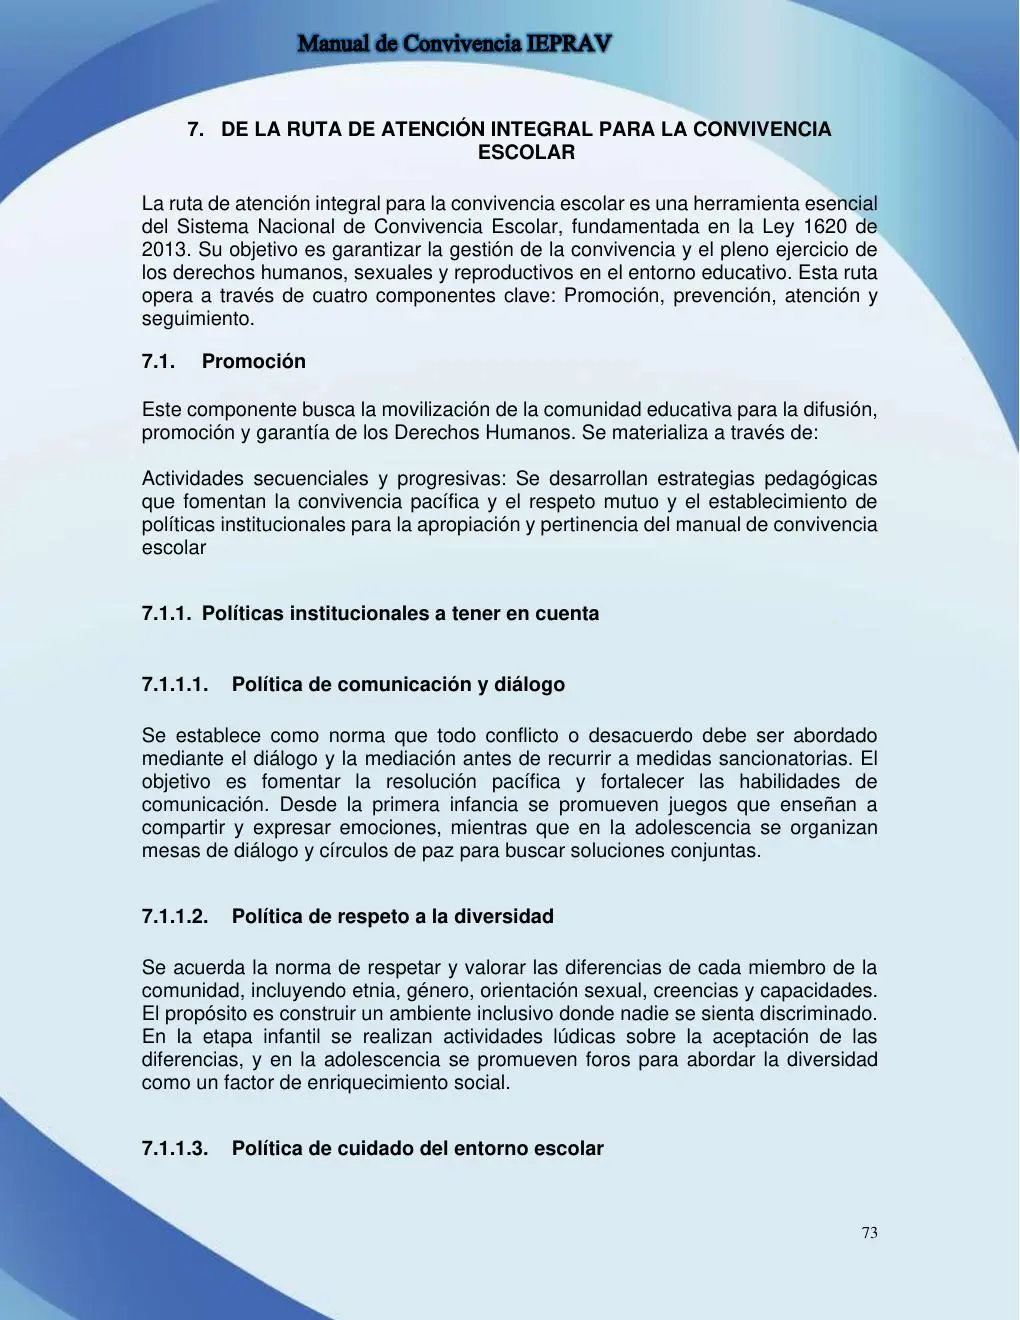 Manual de Convivencia IEPRAV
7. DE LA RUTA DE ATENCIÓN INTEGRAL PARA LA CONVIVENCIA
ESCOLAR
La ruta de atención integral para la convivencia escolar es una herramienta esencial
del Sistema Nacional de Convivencia Escolar, fundamentada en la Ley 1620 de
2013. Su objetivo es garantizar la gestión de la convivencia y el pleno ejercicio de
los derechos humanos, sexuales y reproductivos en el entorno educativo. Esta ruta
opera a través de cuatro componentes clave: Promoción, prevención, atención y
seguimiento.
7.1. Promoción
Este componente busca la movilización de la comunidad educativa para la difusión,
promoción y garantía de los Derechos Humanos. Se materializa a través de:
Actividades secuenciales y progresivas: Se desarrollan estrategias pedagógicas
que fomentan la convivencia pacífica y el respeto mutuo y el establecimiento de
políticas institucionales para la apropiación y pertinencia del manual de convivencia
escolar
7.1.1. Políticas institucionales a tener en cuenta
7.1.1.1. Política de comunicación y diálogo
Se establece como norma que todo conflicto o desacuerdo debe ser abordado
mediante el diálogo y la mediación antes de recurrir a medidas sancionatorias. El
objetivo es fomentar la resolución pacífica y fortalecer las habilidades de
comunicación. Desde la primera infancia se promueven juegos que enseñan a
compartir y expresar emociones, mientras que en la adolescencia se organizan
mesas de diálogo y círculos de paz para buscar soluciones conjuntas.
7.1.1.2. Política de respeto a la diversidad
Se acuerda la norma de respetar y valorar las diferencias de cada miembro de la
comunidad, incluyendo etnia, género, orientación sexual, creencias y capacidades.
El propósito es construir un ambiente inclusivo donde nadie se sienta discriminado.
En la etapa infantil se realizan actividades lúdicas sobre la aceptación de las
diferencias, y en la adolescencia se promueven foros para abordar la diversidad
como un factor de enriquecimiento social.
7.1.1.3. Política de cuidado del entorno escolar
73